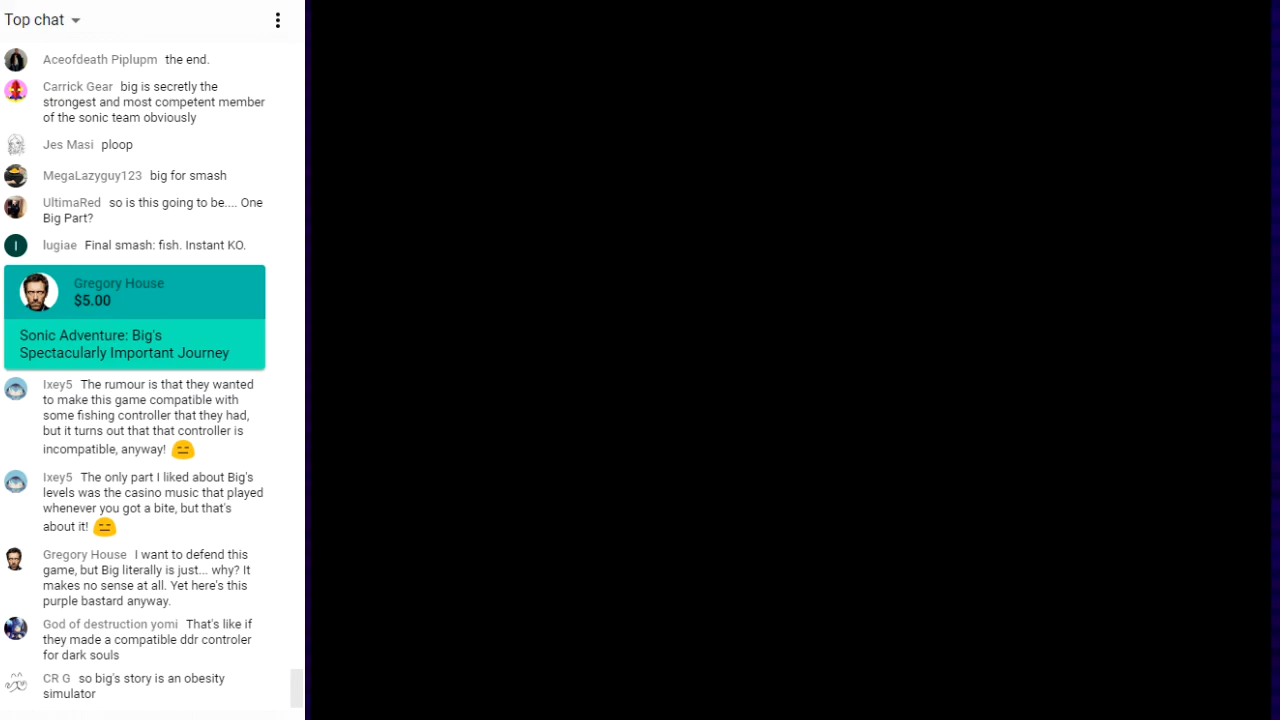 Top chat
Aceofdeath Piplupm the end.
Carrick Gear big is secretly the
strongest and most competent member
of the sonic team obviously
Jes Masi ploop
MegaLazyguy123 big for smash
UltimaRed so is this going to be.... One
Big Part?
I lugiae Final smash: fish. Instant KO.
Gregory House
$5.00
Sonic Adventure: Big's
Spectacularly Important Journey
Ixey5 The rumour is that they wanted
to make this game compatible with
some fishing controller that they had,
but it turns out that that controller is
incompatible, anyway! 😑
Ixey5 The only part I liked about Big's
levels was the casino music that played
whenever you got a bite, but that's
about it! 😑
Gregory House I want to defend this
game, but Big literally is just... why? It
makes no sense at all. Yet here's this
purple bastard anyway.
God of destruction yomi That's like if
they made a compatible ddr controler
for dark souls
CR G so big's story is an obesity
simulator